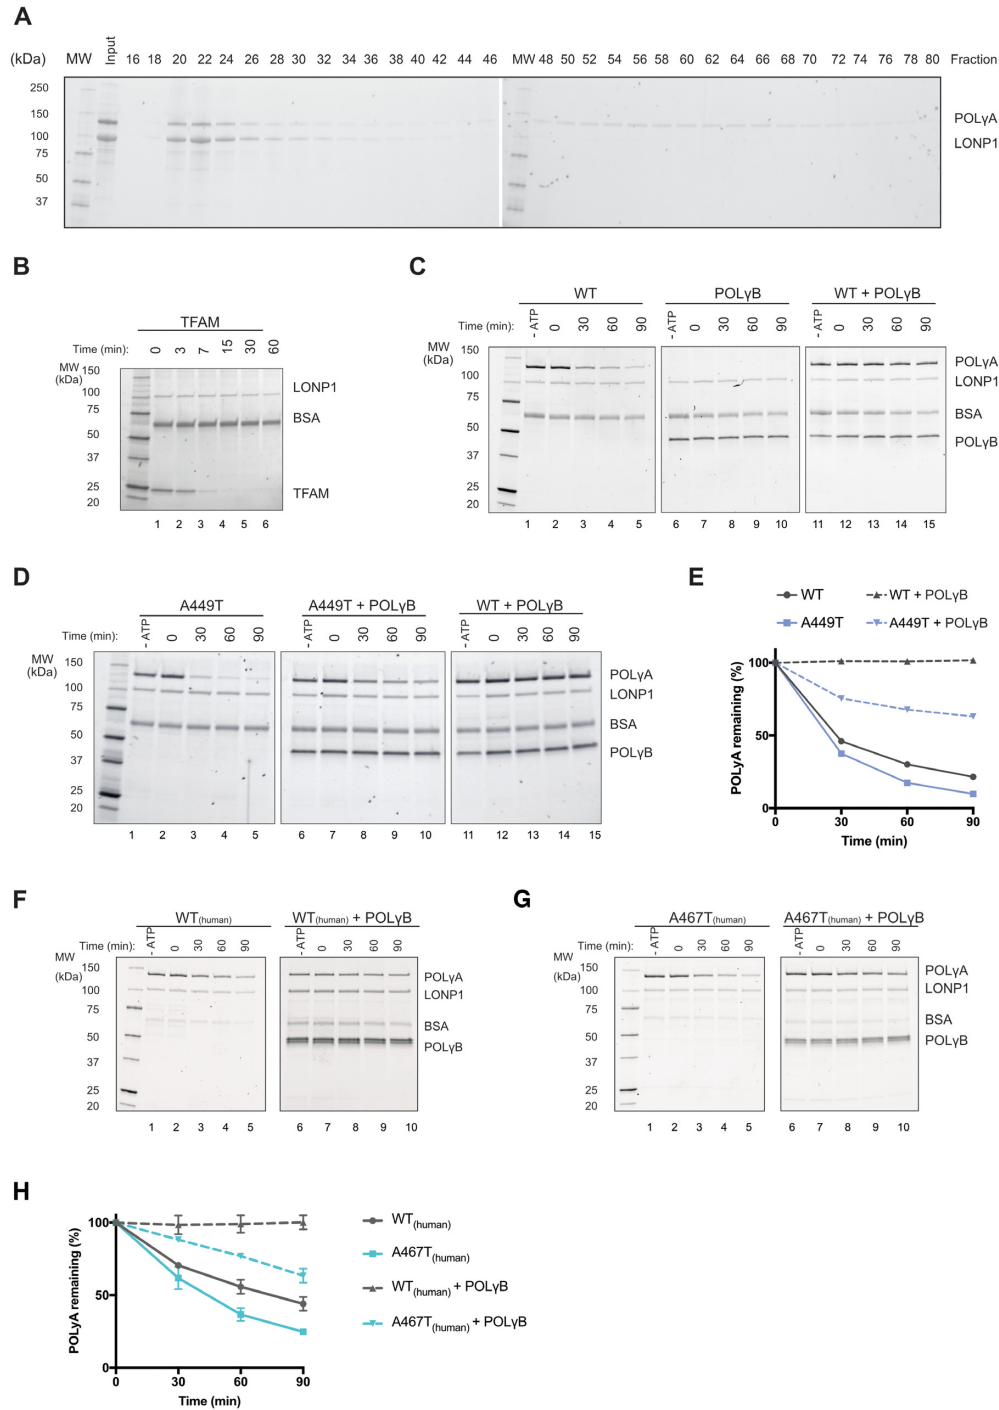 A
(kDa) MW Input 16 18 20 22 24 26 28 30 32 34 36 38 40 42 44 46 MW 48 50 52 54 56 58 60 62 64 66 68 70 72 74 76 78 80 Fraction
250
150
100
75
50
37
POLγA
LONP1
B
TFAM
Time (min): 0 3 7 15 30 60
MW
(kDa)
150
100
75
50
37
25
20
LONP1
BSA
TFAM
1 2 3 4 5 6
C
WT POLγB WT + POLγB
Time (min): - ATP 0 30 60 90 - ATP 0 30 60 90 - ATP 0 30 60 90
MW
(kDa)
150
100
75
50
37
25
20
POLγA
LONP1
BSA
POLγB
1 2 3 4 5 6 7 8 9 10 11 12 13 14 15
D
A449T A449T + POLγB WT + POLγB
Time (min): - ATP 0 30 60 90 - ATP 0 30 60 90 - ATP 0 30 60 90
MW
(kDa)
150
100
75
50
37
25
20
POLγA
LONP1
BSA
POLγB
1 2 3 4 5 6 7 8 9 10 11 12 13 14 15
E
WT WT + POLγB
A449T A449T + POLγB
POLyA remaining (%)
100
50
0
0 30 60 90
Time (min)
F
WT(human) WT(human) + POLγB
Time (min): - ATP 0 30 60 90 - ATP 0 30 60 90
MW
(kDa)
150
100
75
50
37
25
20
POLγA
LONP1
BSA
POLγB
1 2 3 4 5 6 7 8 9 10
G
A467T(human) A467T(human) + POLγB
Time (min): - ATP 0 30 60 90 - ATP 0 30 60 90
MW
(kDa)
150
100
75
50
37
25
20
POLγA
LONP1
BSA
POLγB
1 2 3 4 5 6 7 8 9 10
H
POLyA remaining (%)
100
50
0
0 30 60 90
Time (min)
WT(human)
A467T(human)
WT(human) + POLγB
A467T(human) + POLγB